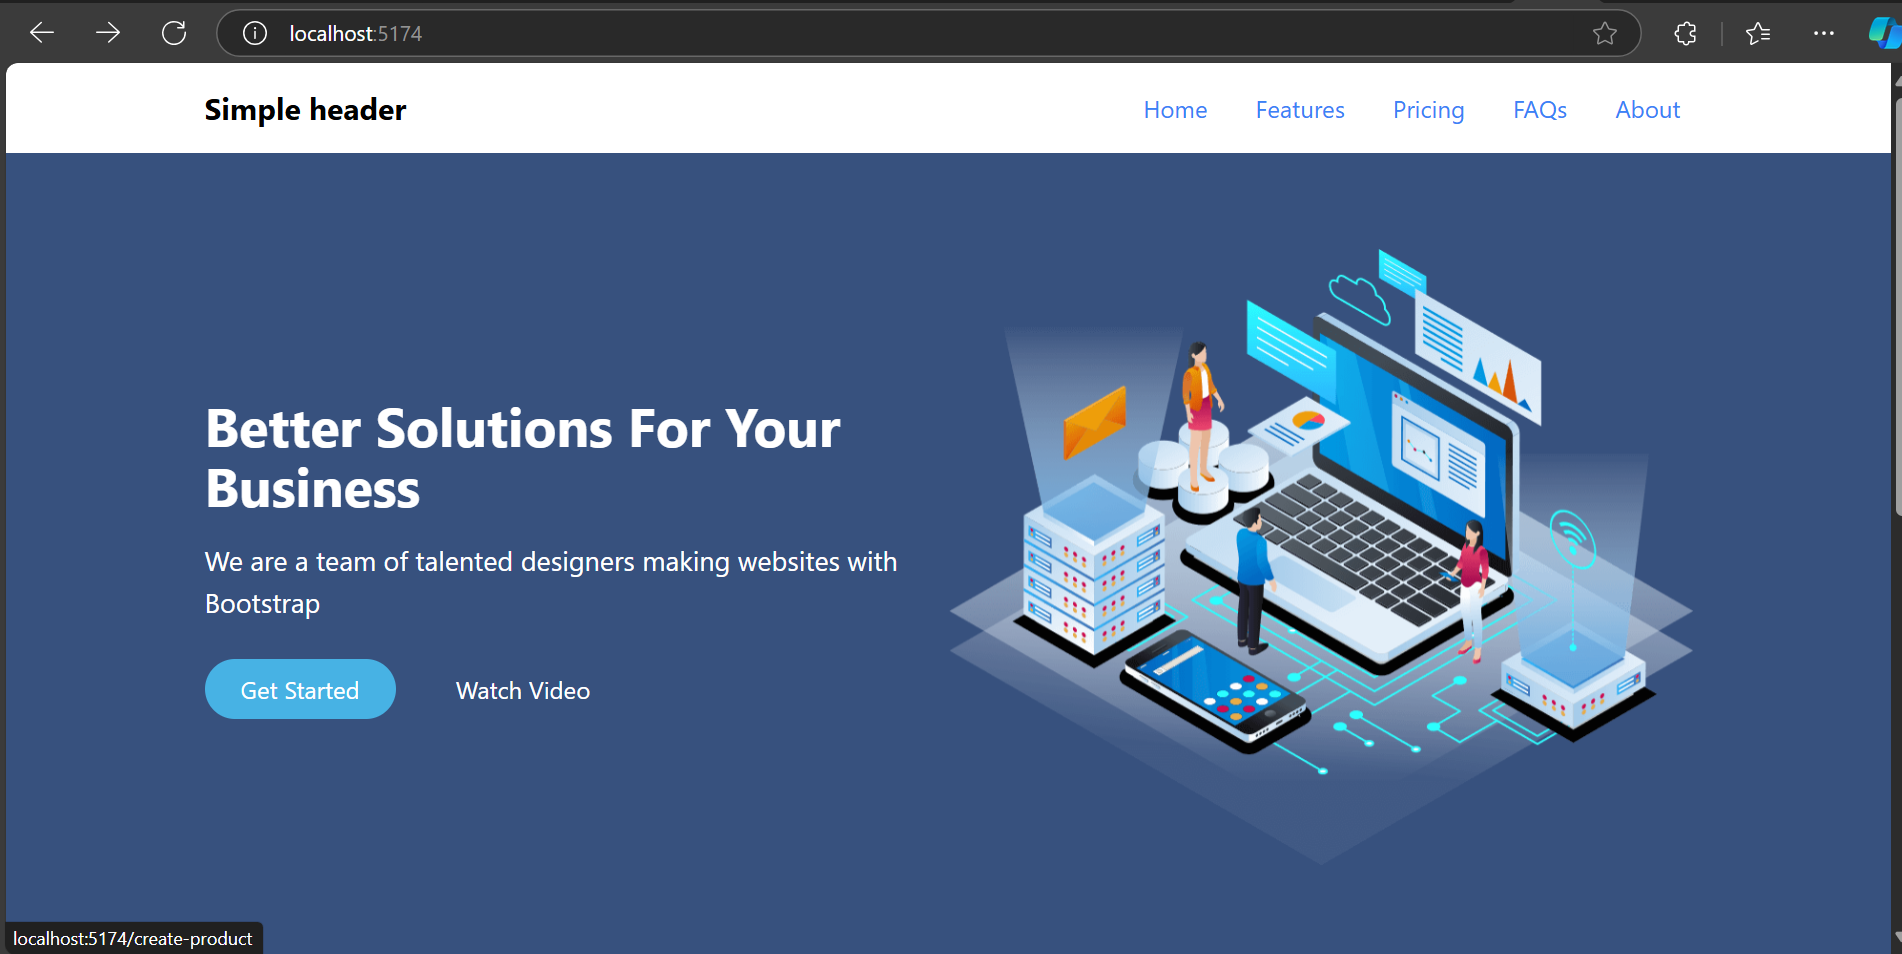 localhost:5174
Simple header
Home Features Pricing FAQs About
Better Solutions For Your
Business
We are a team of talented designers making websites with
Bootstrap
Get Started Watch Video
localhost:5174/create-product